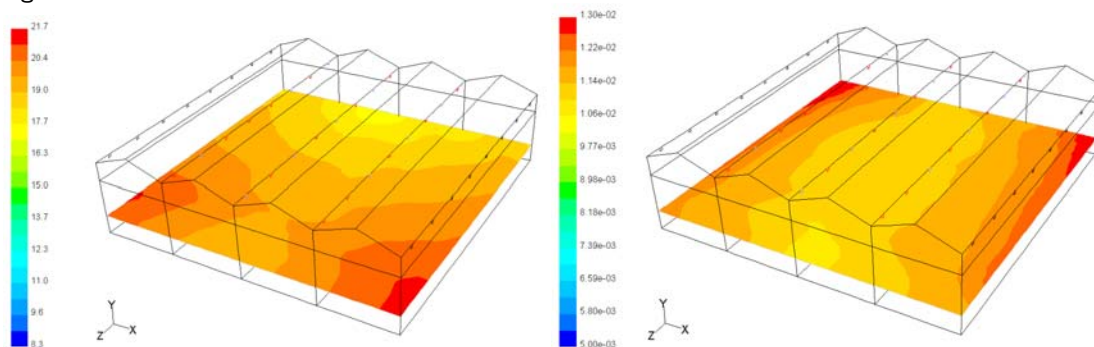 21.7
20.4
19.0
17.7
16.3
15.0
13.7
12.3
11.0
9.6
8.3
Y
Z X
1.30e-02
1.22e-02
1.14e-02
1.06e-02
9.77e-03
8.98e-03
8.18e-03
7.39e-03
6.59e-03
5.80e-03
5.00e-03
Y
Z X